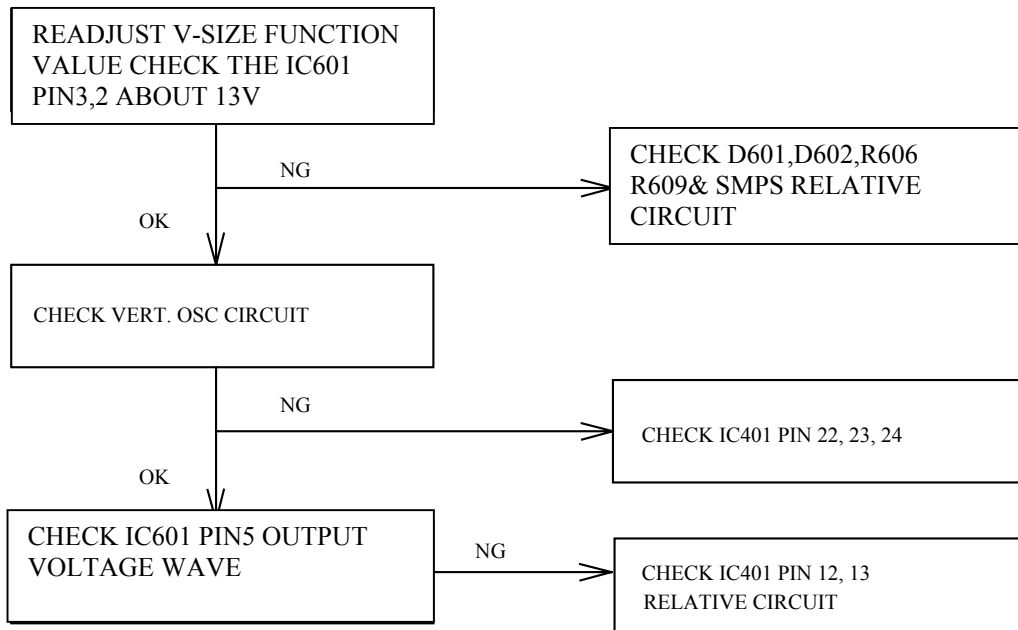 READJUST V-SIZE FUNCTION
VALUE CHECK THE IC601
PIN3,2 ABOUT 13V
NG
CHECK D601,D602,R606
R609& SMPS RELATIVE
CIRCUIT
OK
CHECK VERT. OSC CIRCUIT
NG
CHECK IC401 PIN 22, 23, 24
OK
CHECK IC601 PIN5 OUTPUT
VOLTAGE WAVE
NG
CHECK IC401 PIN 12, 13
RELATIVE CIRCUIT